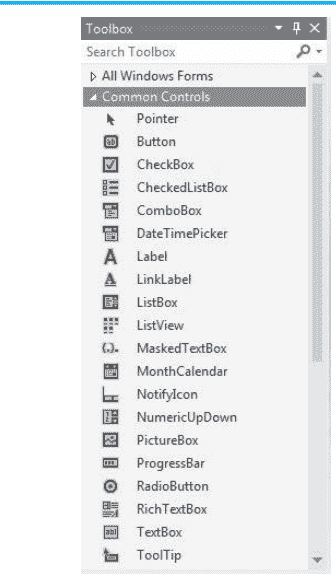 Toolbox
Search Toolbox
All Windows Forms
Common Controls
Pointer
Button
CheckBox
CheckedListBox
ComboBox
DateTimePicker
Label
LinkLabel
ListBox
ListView
MaskedTextBox
MonthCalendar
NotifyIcon
NumericUpDown
PictureBox
ProgressBar
RadioButton
RichTextBox
TextBox
ToolTip